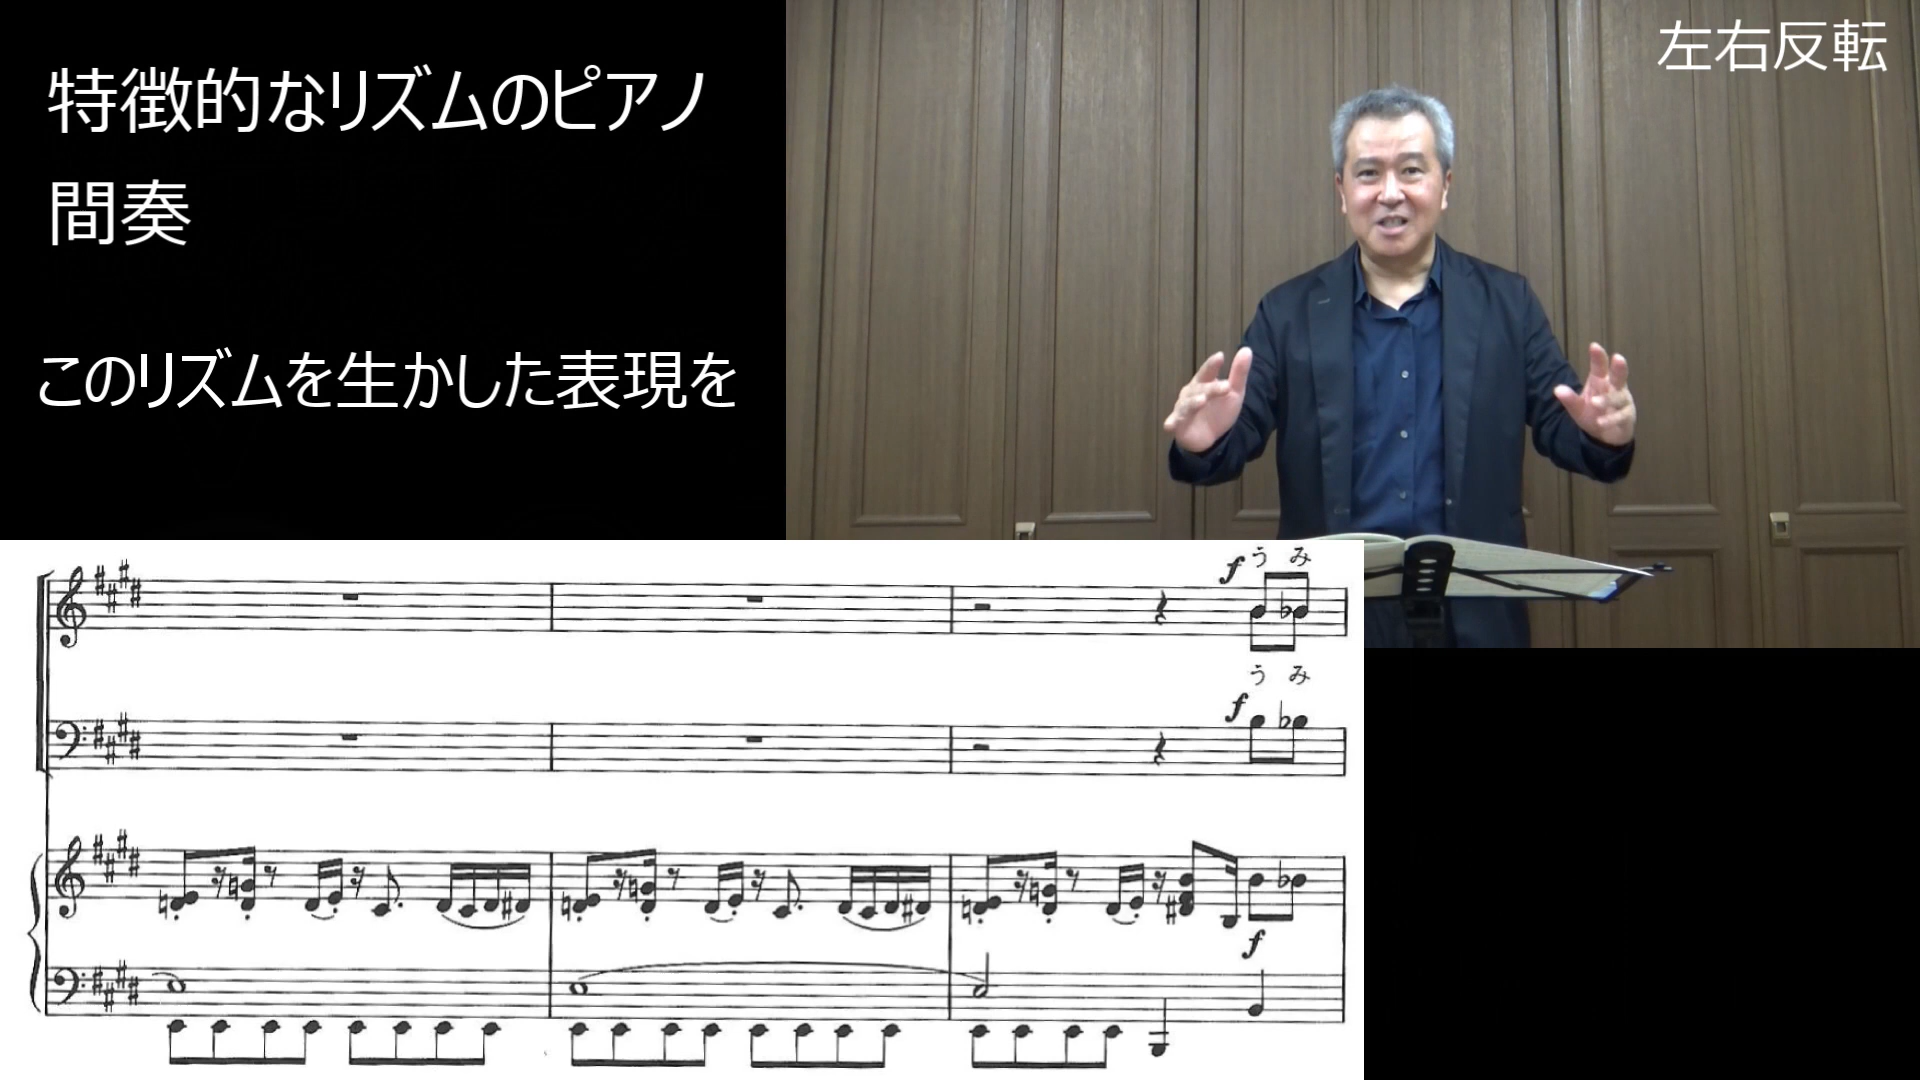 特徴的なリズムのピアノ
間奏
このリズムを生かした表現を
左右反転
f うみ
うみ
f
f